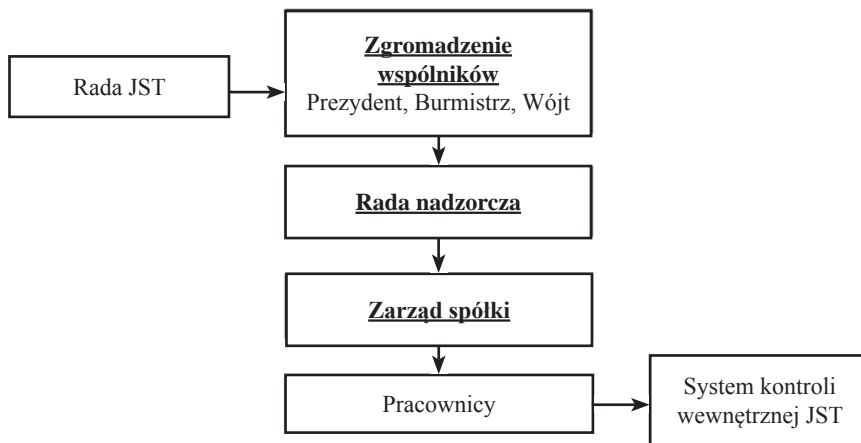 Zgromadzenie
wspólników
Prezydent, Burmistrz, Wójt
Rada JST
Rada nadzorcza
Zarząd spółki
Pracownicy
System kontroli
wewnętrznej JST